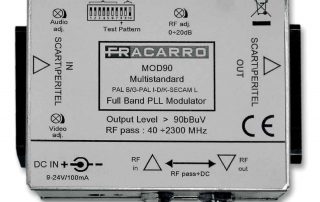 Audio
adj.
Test Pattern
RF adj.
0÷20dB
SCART\PERITEL
IN
FRACARRO
MOD90
Multistandard
PAL B/G-PAL I-D/K-SECAM L
Full Band PLL Modulator
Output Level > 90bBuV
RF pass : 40 ÷2300 MHz
SCART\PERITEL
OUT
Video
adj.
CE
DC IN +
-
9-24V/100mA
RF
in
RF pass+DC
RF
out